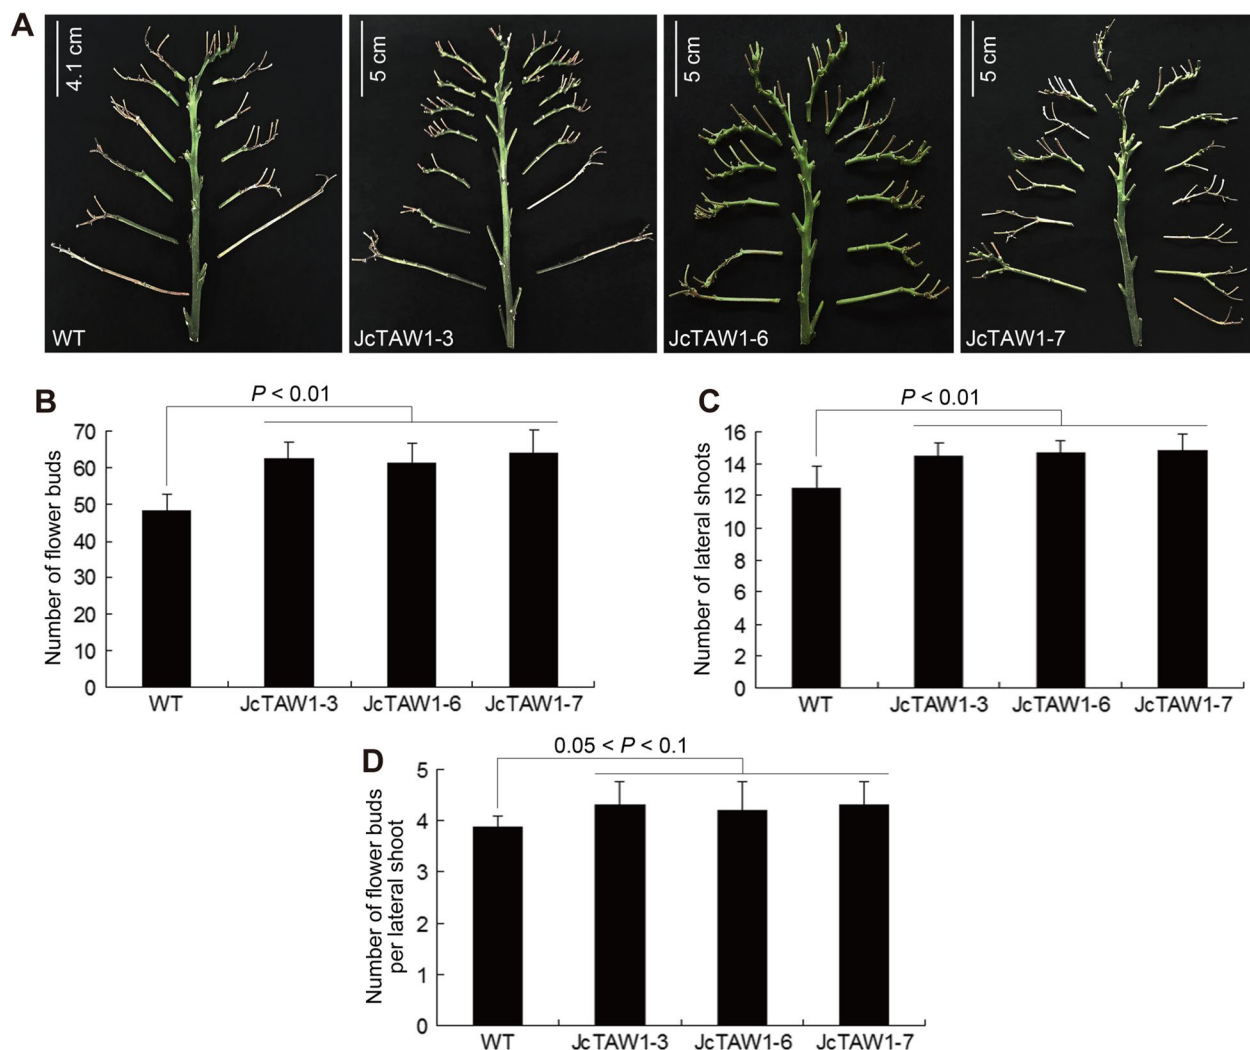 A
4.1 cm
WT
5 cm
JcTAW1-3
5 cm
JcTAW1-6
5 cm
JcTAW1-7
B
P < 0.01
Number of flower buds
70
60
50
40
30
20
10
0
WT JcTAW1-3 JcTAW1-6 JcTAW1-7
C
P < 0.01
Number of lateral shoots
16
14
12
10
8
6
4
2
0
WT JcTAW1-3 JcTAW1-6 JcTAW1-7
D
0.05 < P < 0.1
Number of flower buds
per lateral shoot
5
4
3
2
1
0
WT JcTAW1-3 JcTAW1-6 JcTAW1-7